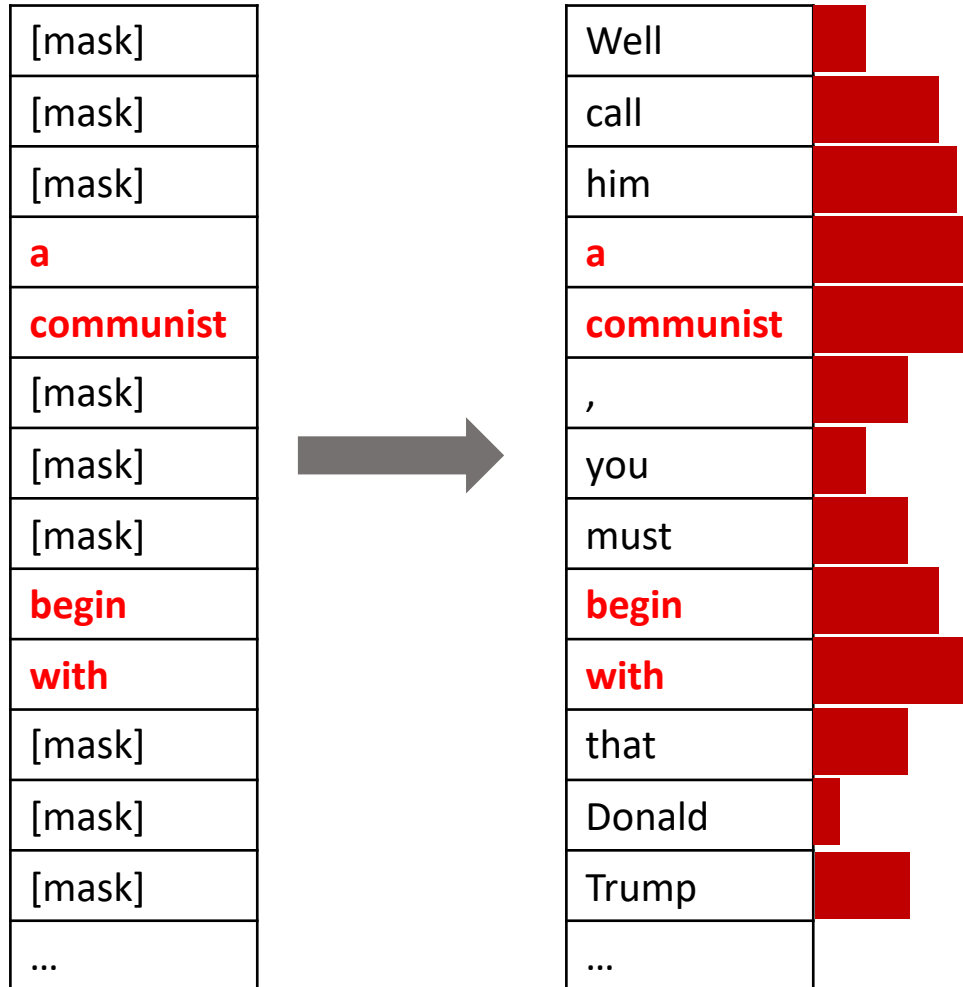 [mask]
[mask]
[mask]
a
communist
[mask]
[mask]
[mask]
begin
with
[mask]
[mask]
[mask]
...
Well
call
him
a
communist
,
you
must
begin
with
that
Donald
Trump
...